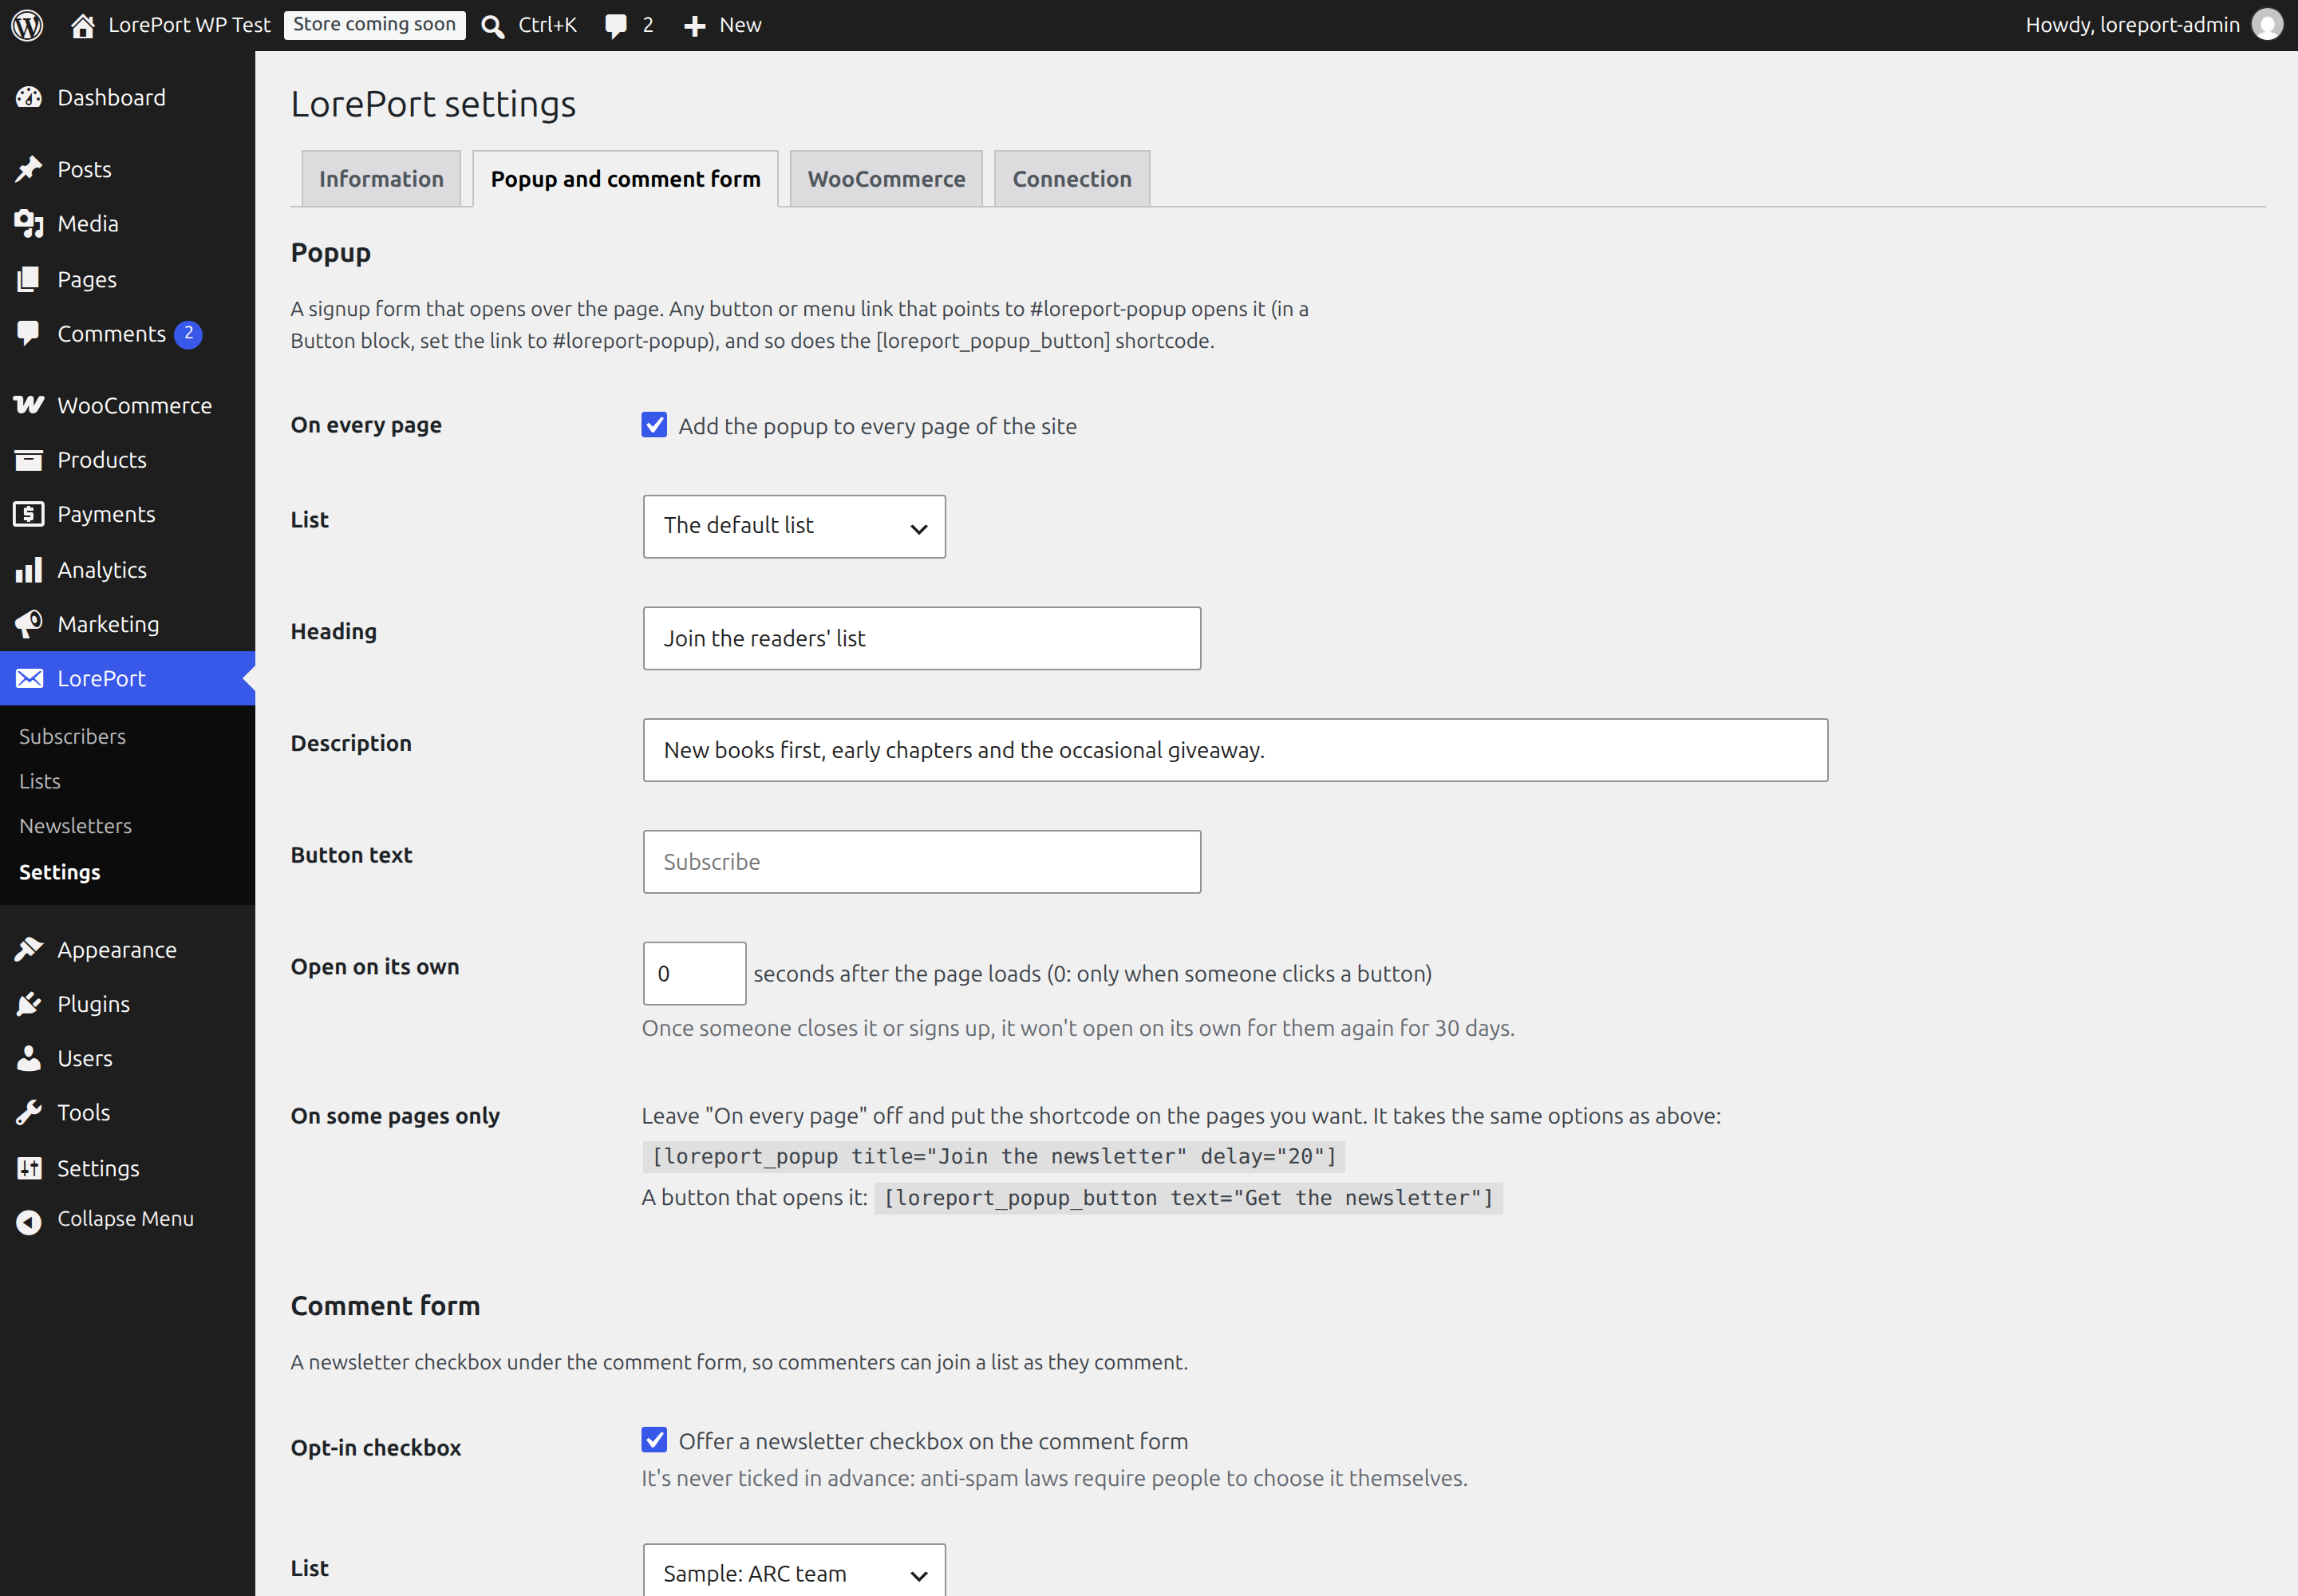 LorePort WP Test
Store coming soon
Ctrl+K
2
New
Howdy, loreport-admin
Dashboard
Posts
Media
Pages
Comments 2
WooCommerce
Products
Payments
Analytics
Marketing
LorePort
Subscribers
Lists
Newsletters
Settings
Appearance
Plugins
Users
Tools
Settings
Collapse Menu
LorePort settings
Information
Popup and comment form
WooCommerce
Connection
Popup
A signup form that opens over the page. Any button or menu link that points to #loreport-popup opens it (in a
Button block, set the link to #loreport-popup), and so does the [loreport_popup_button] shortcode.
On every page
Add the popup to every page of the site
List
The default list
Heading
Join the readers' list
Description
New books first, early chapters and the occasional giveaway.
Button text
Subscribe
Open on its own
0 seconds after the page loads (0: only when someone clicks a button)
Once someone closes it or signs up, it won't open on its own for them again for 30 days.
On some pages only
Leave "On every page" off and put the shortcode on the pages you want. It takes the same options as above:
[loreport_popup title="Join the newsletter" delay="20"]
A button that opens it: [loreport_popup_button text="Get the newsletter"]
Comment form
A newsletter checkbox under the comment form, so commenters can join a list as they comment.
Opt-in checkbox
Offer a newsletter checkbox on the comment form
It's never ticked in advance: anti-spam laws require people to choose it themselves.
List
Sample: ARC team